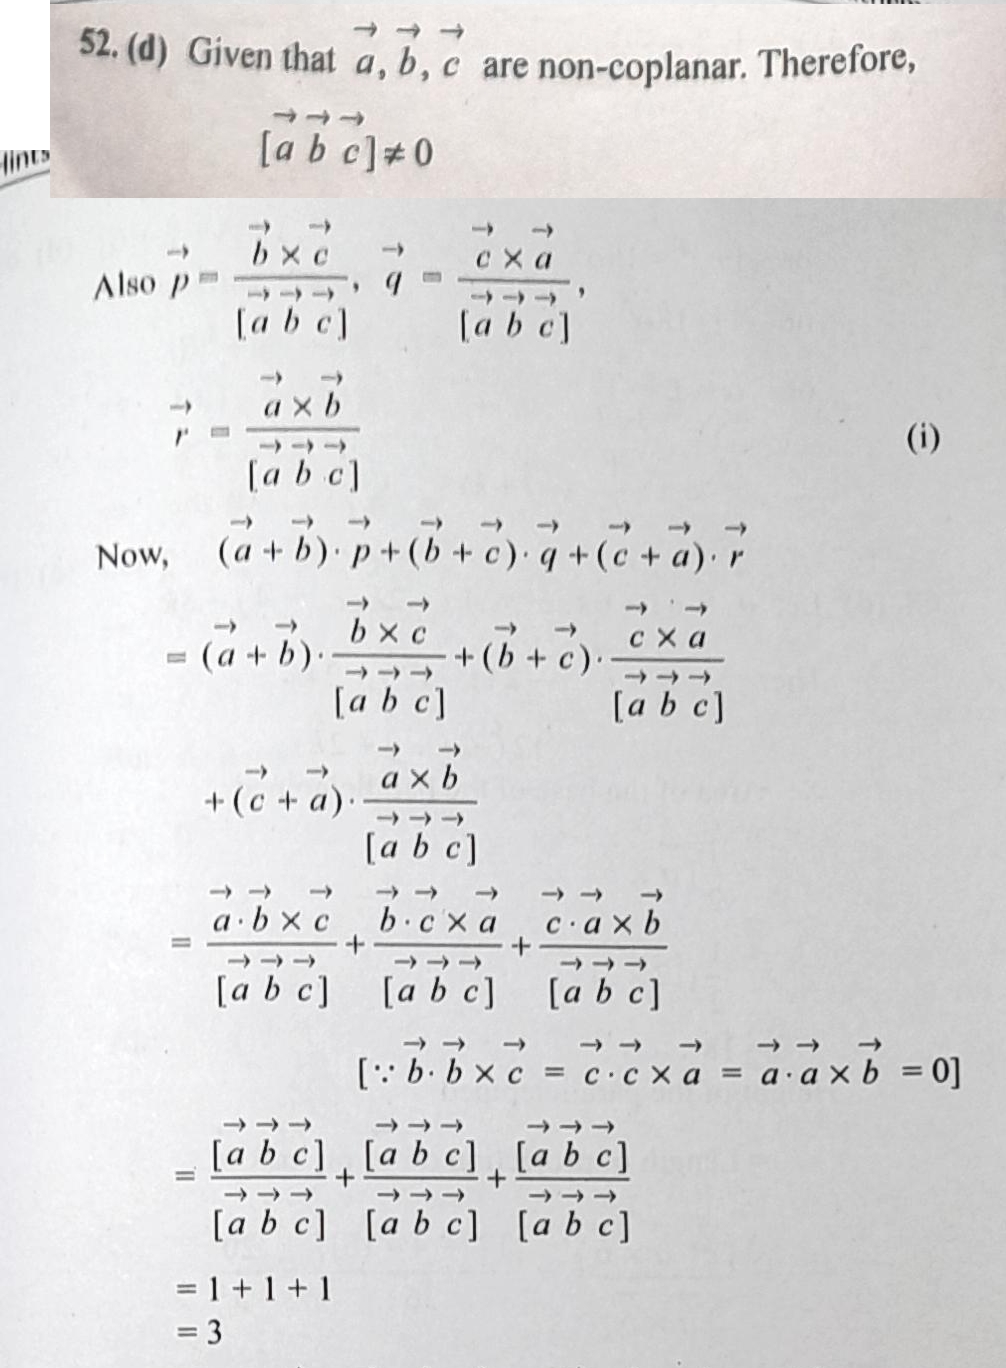 52. (d) Given that $\vec{a}, \vec{b}, \vec{c}$ are non-coplanar. Therefore,
$[\vec{a}\ \vec{b}\ \vec{c}] \neq 0$
Hints
Also $\vec{p} = \frac{\vec{b} \times \vec{c}}{[\vec{a}\ \vec{b}\ \vec{c}]}, \vec{q} = \frac{\vec{c} \times \vec{a}}{[\vec{a}\ \vec{b}\ \vec{c}]},$
$\vec{r} = \frac{\vec{a} \times \vec{b}}{[\vec{a}\ \vec{b}\ \vec{c}]}$ (i)
Now, $(\vec{a} + \vec{b}) \cdot \vec{p} + (\vec{b} + \vec{c}) \cdot \vec{q} + (\vec{c} + \vec{a}) \cdot \vec{r}$
$= (\vec{a} + \vec{b}) \cdot \frac{\vec{b} \times \vec{c}}{[\vec{a}\ \vec{b}\ \vec{c}]} + (\vec{b} + \vec{c}) \cdot \frac{\vec{c} \times \vec{a}}{[\vec{a}\ \vec{b}\ \vec{c}]}$
$+ (\vec{c} + \vec{a}) \cdot \frac{\vec{a} \times \vec{b}}{[\vec{a}\ \vec{b}\ \vec{c}]}$
$= \frac{\vec{a} \cdot \vec{b} \times \vec{c}}{[\vec{a}\ \vec{b}\ \vec{c}]} + \frac{\vec{b} \cdot \vec{c} \times \vec{a}}{[\vec{a}\ \vec{b}\ \vec{c}]} + \frac{\vec{c} \cdot \vec{a} \times \vec{b}}{[\vec{a}\ \vec{b}\ \vec{c}]}$
$[\because \vec{b} \cdot \vec{b} \times \vec{c} = \vec{c} \cdot \vec{c} \times \vec{a} = \vec{a} \cdot \vec{a} \times \vec{b} = 0]$
$= \frac{[\vec{a}\ \vec{b}\ \vec{c}]}{[\vec{a}\ \vec{b}\ \vec{c}]} + \frac{[\vec{a}\ \vec{b}\ \vec{c}]}{[\vec{a}\ \vec{b}\ \vec{c}]} + \frac{[\vec{a}\ \vec{b}\ \vec{c}]}{[\vec{a}\ \vec{b}\ \vec{c}]}$
= 1 + 1 + 1
= 3